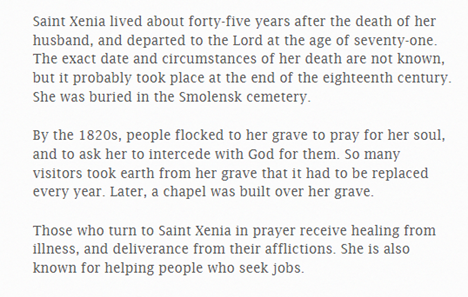 Saint Xenia lived about forty-five years after the death of her
husband, and departed to the Lord at the age of seventy-one.
The exact date and circumstances of her death are not known,
but it probably took place at the end of the eighteenth century.
She was buried in the Smolensk cemetery.
By the 1820s, people flocked to her grave to pray for her soul,
and to ask her to intercede with God for them. So many
visitors took earth from her grave that it had to be replaced
every year. Later, a chapel was built over her grave.
Those who turn to Saint Xenia in prayer receive healing from
illness, and deliverance from their afflictions. She is also
known for helping people who seek jobs.